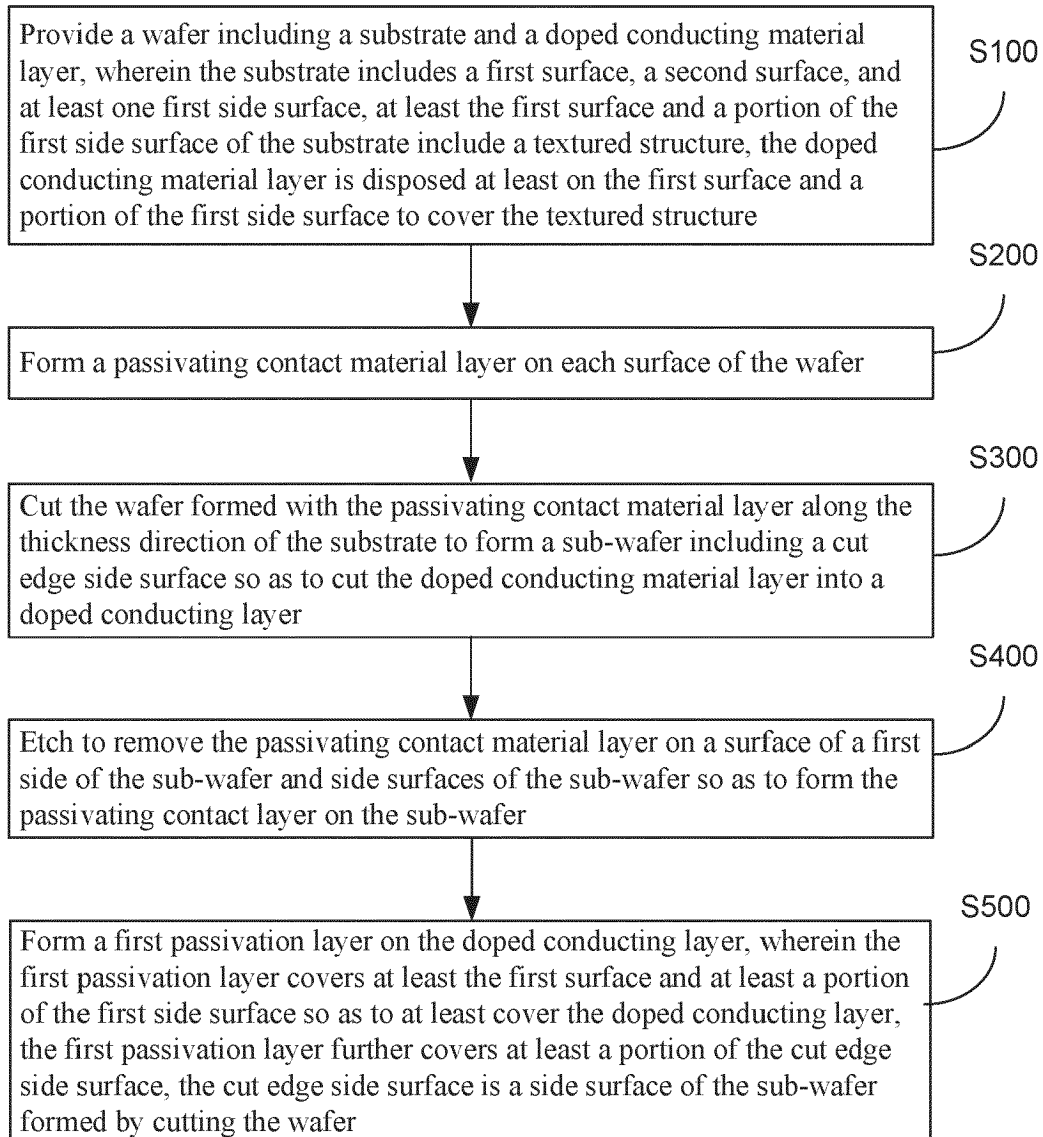 Provide a wafer including a substrate and a doped conducting material
layer, wherein the substrate includes a first surface, a second surface, and
at least one first side surface, at least the first surface and a portion of the
first side surface of the substrate include a textured structure, the doped
conducting material layer is disposed at least on the first surface and a
portion of the first side surface to cover the textured structure
S100
Form a passivating contact material layer on each surface of the wafer
S200
Cut the wafer formed with the passivating contact material layer along the
thickness direction of the substrate to form a sub-wafer including a cut
edge side surface so as to cut the doped conducting material layer into a
doped conducting layer
S300
Etch to remove the passivating contact material layer on a surface of a first
side of the sub-wafer and side surfaces of the sub-wafer so as to form the
passivating contact layer on the sub-wafer
S400
Form a first passivation layer on the doped conducting layer, wherein the
first passivation layer covers at least the first surface and at least a portion
of the first side surface so as to at least cover the doped conducting layer,
the first passivation layer further covers at least a portion of the cut edge
side surface, the cut edge side surface is a side surface of the sub-wafer
formed by cutting the wafer
S500